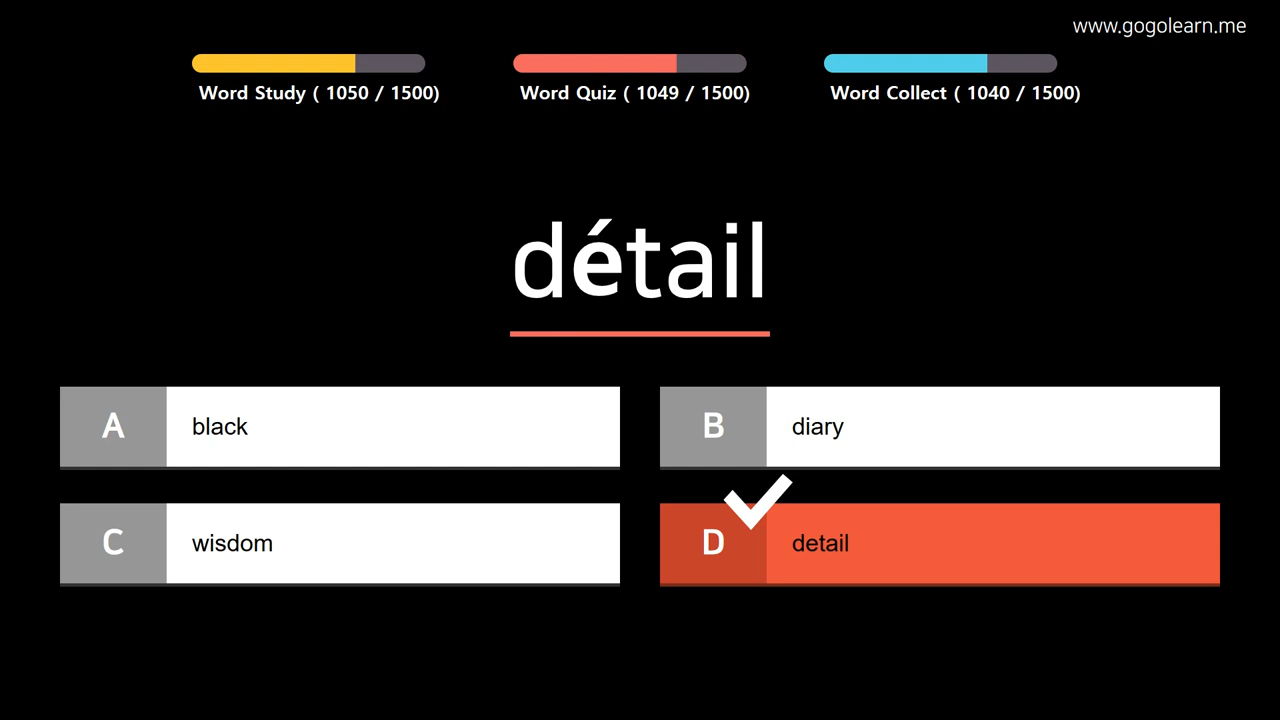 www.gogolearn.me
Word Study ( 1050 / 1500)
Word Quiz ( 1049 / 1500)
Word Collect ( 1040 / 1500)
détail
A black
B diary
C wisdom
D detail